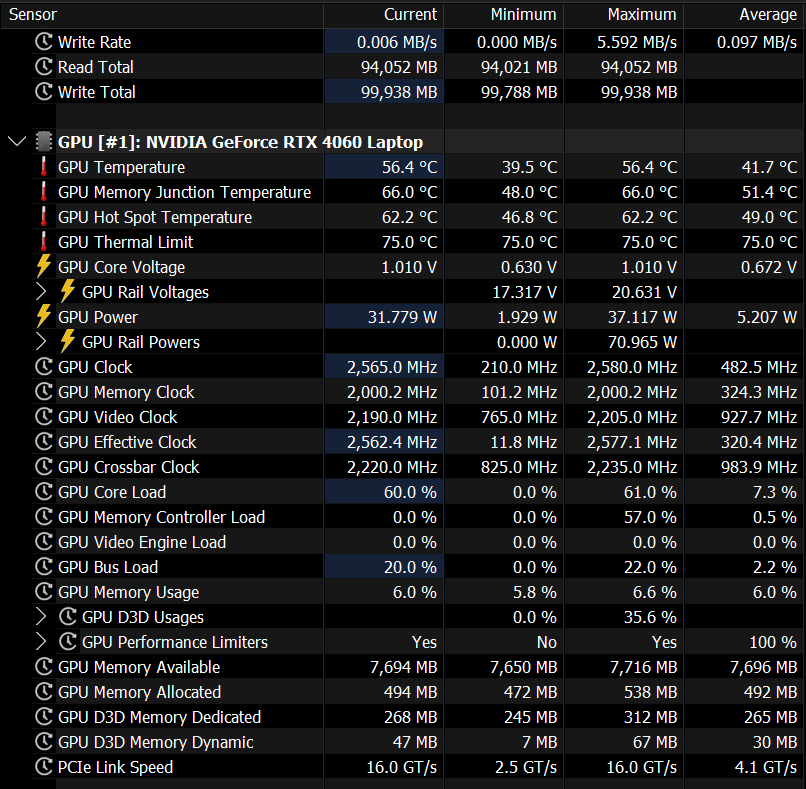 Sensor Current Minimum Maximum Average
Write Rate 0.006 MB/s 0.000 MB/s 5.592 MB/s 0.097 MB/s
Read Total 94,052 MB 94,021 MB 94,052 MB
Write Total 99,938 MB 99,788 MB 99,938 MB
GPU [#1]: NVIDIA GeForce RTX 4060 Laptop
GPU Temperature 56.4 °C 39.5 °C 56.4 °C 41.7 °C
GPU Memory Junction Temperature 66.0 °C 48.0 °C 66.0 °C 51.4 °C
GPU Hot Spot Temperature 62.2 °C 46.8 °C 62.2 °C 49.0 °C
GPU Thermal Limit 75.0 °C 75.0 °C 75.0 °C 75.0 °C
GPU Core Voltage 1.010 V 0.630 V 1.010 V 0.672 V
GPU Rail Voltages 17.317 V 20.631 V
GPU Power 31.779 W 1.929 W 37.117 W 5.207 W
GPU Rail Powers 0.000 W 70.965 W
GPU Clock 2,565.0 MHz 210.0 MHz 2,580.0 MHz 482.5 MHz
GPU Memory Clock 2,000.2 MHz 101.2 MHz 2,000.2 MHz 324.3 MHz
GPU Video Clock 2,190.0 MHz 765.0 MHz 2,205.0 MHz 927.7 MHz
GPU Effective Clock 2,562.4 MHz 11.8 MHz 2,577.1 MHz 320.4 MHz
GPU Crossbar Clock 2,220.0 MHz 825.0 MHz 2,235.0 MHz 983.9 MHz
GPU Core Load 60.0 % 0.0 % 61.0 % 7.3 %
GPU Memory Controller Load 0.0 % 0.0 % 57.0 % 0.5 %
GPU Video Engine Load 0.0 % 0.0 % 0.0 % 0.0 %
GPU Bus Load 20.0 % 0.0 % 22.0 % 2.2 %
GPU Memory Usage 6.0 % 5.8 % 6.6 % 6.0 %
GPU D3D Usages 0.0 % 35.6 %
GPU Performance Limiters Yes No Yes 100 %
GPU Memory Available 7,694 MB 7,650 MB 7,716 MB 7,696 MB
GPU Memory Allocated 494 MB 472 MB 538 MB 492 MB
GPU D3D Memory Dedicated 268 MB 245 MB 312 MB 265 MB
GPU D3D Memory Dynamic 47 MB 7 MB 67 MB 30 MB
PCIe Link Speed 16.0 GT/s 2.5 GT/s 16.0 GT/s 4.1 GT/s